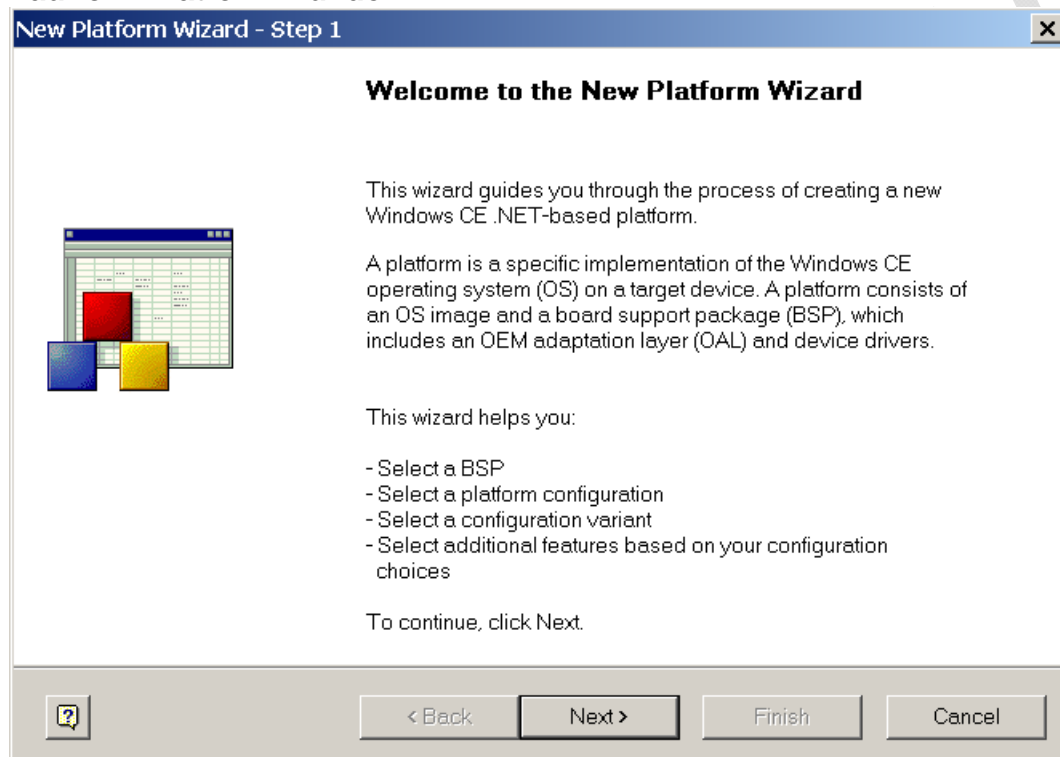 New Platform Wizard - Step 1
Welcome to the New Platform Wizard
This wizard guides you through the process of creating a new
Windows CE .NET-based platform.
A platform is a specific implementation of the Windows CE
operating system (OS) on a target device. A platform consists of
an OS image and a board support package (BSP), which
includes an OEM adaptation layer (OAL) and device drivers.
This wizard helps you:
- Select a BSP
- Select a platform configuration
- Select a configuration variant
- Select additional features based on your configuration
choices
To continue, click Next.
< Back Next > Finish Cancel